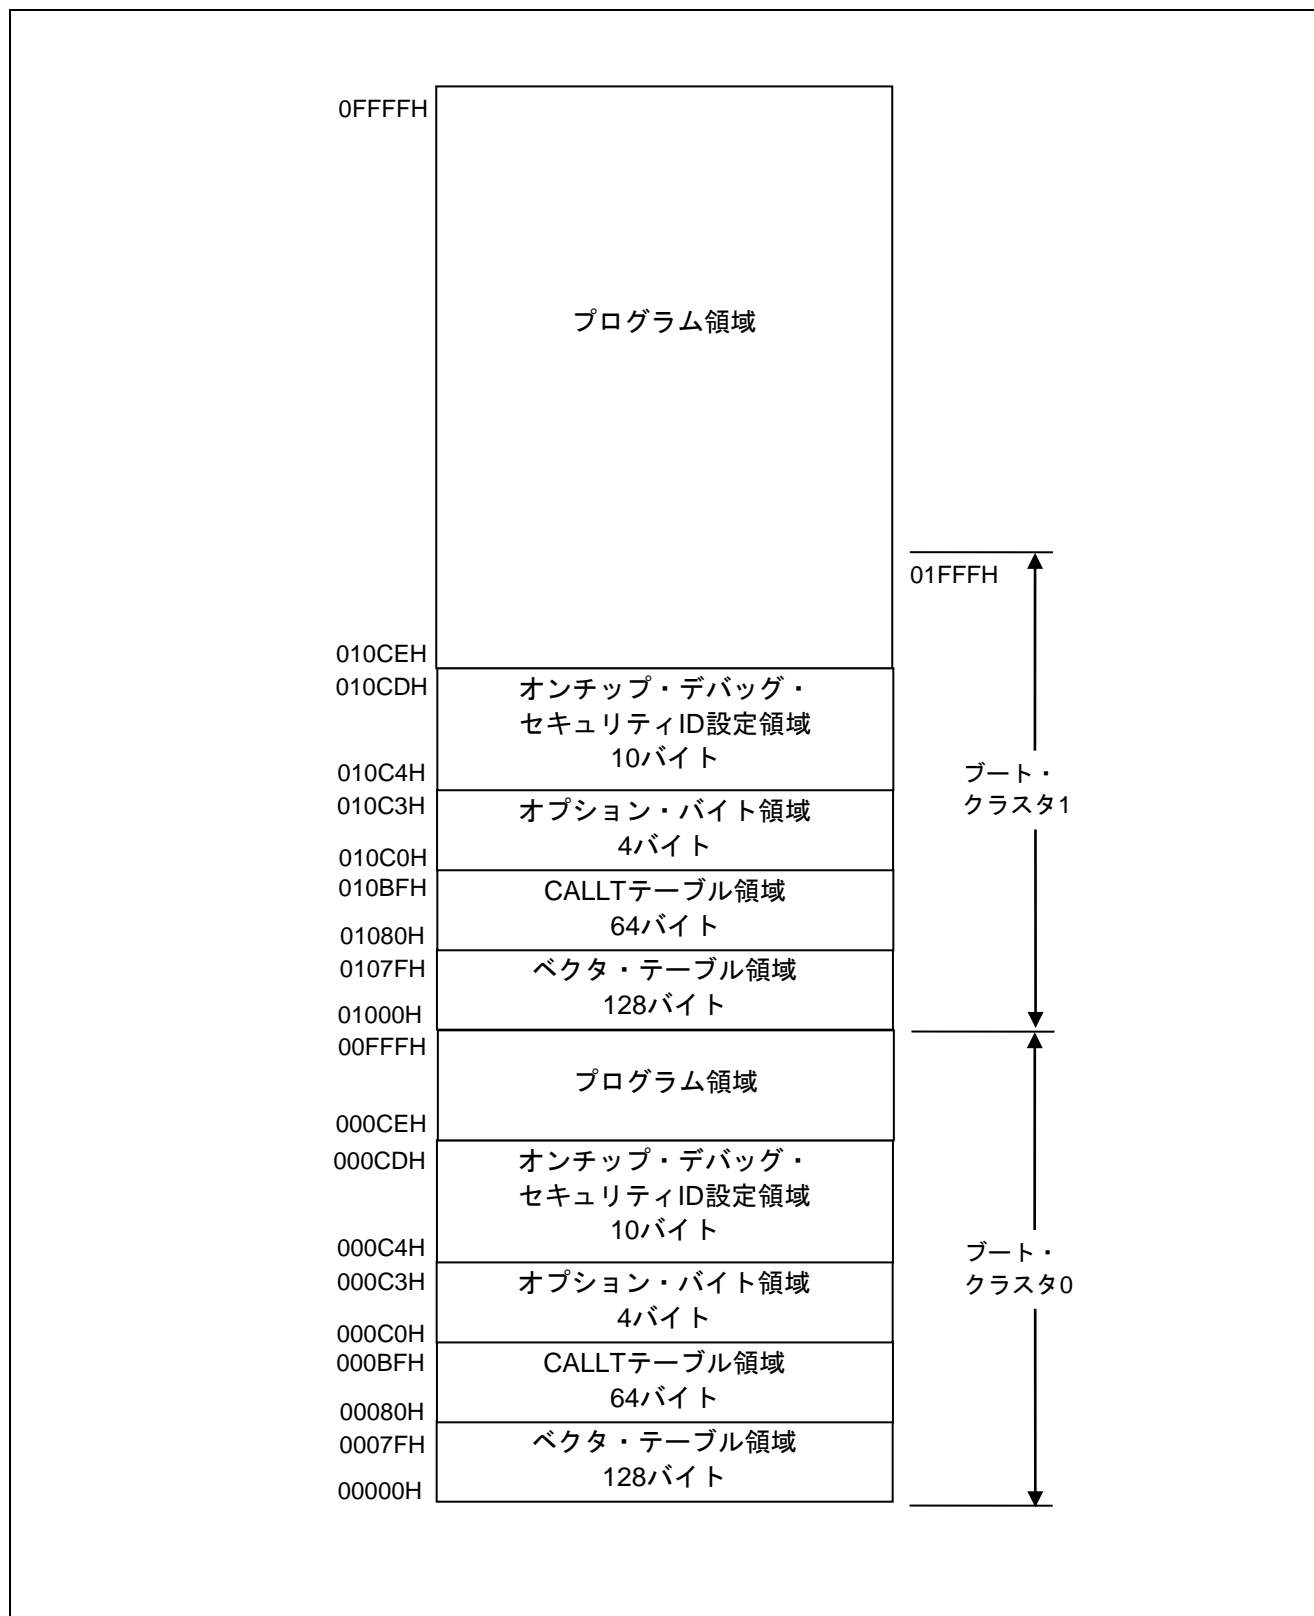 0FFFFH
プログラム領域
01FFFH
010CEH
010CDH
オンチップ・デバッグ・
セキュリティID設定領域
10バイト
010C4H
ブート・
クラスタ1
010C3H
オプション・バイト領域
4バイト
010C0H
010BFH
CALLTテーブル領域
64バイト
01080H
0107FH
ベクタ・テーブル領域
128バイト
01000H
00FFFH
プログラム領域
000CEH
000CDH
オンチップ・デバッグ・
セキュリティID設定領域
10バイト
000C4H
ブート・
クラスタ0
000C3H
オプション・バイト領域
4バイト
000C0H
000BFH
CALLTテーブル領域
64バイト
00080H
0007FH
ベクタ・テーブル領域
128バイト
00000H